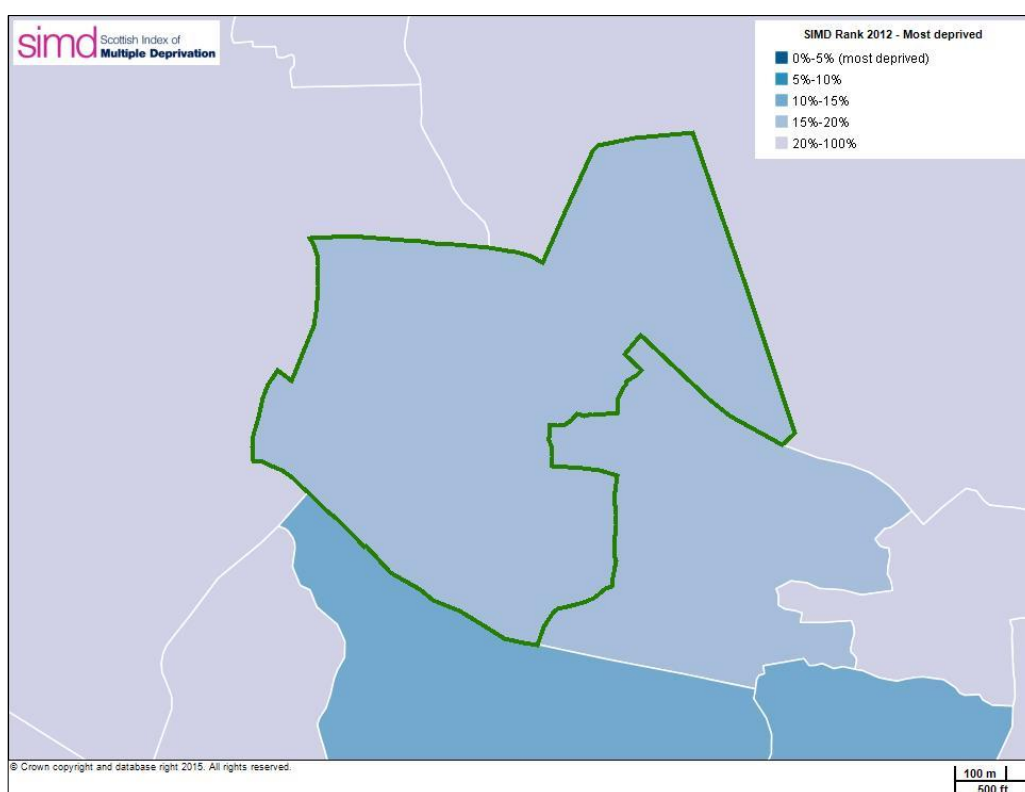 simd Scottish Index of
Multiple Deprivation
SIMD Rank 2012 - Most deprived
0%-5% (most deprived)
5%-10%
10%-15%
15%-20%
20%-100%
© Crown copyright and database right 2015. All rights reserved.
100 m
500 ft